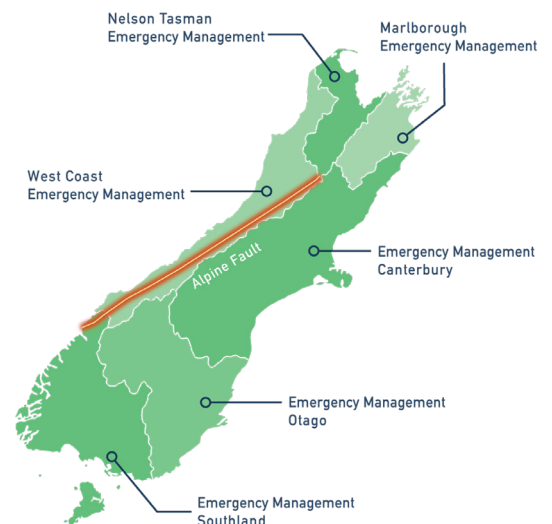 Nelson Tasman
Emergency Management
Marlborough
Emergency Management
West Coast
Emergency Management
Alpine Fault
Emergency Management
Canterbury
Emergency Management
Otago
Emergency Management
Southland